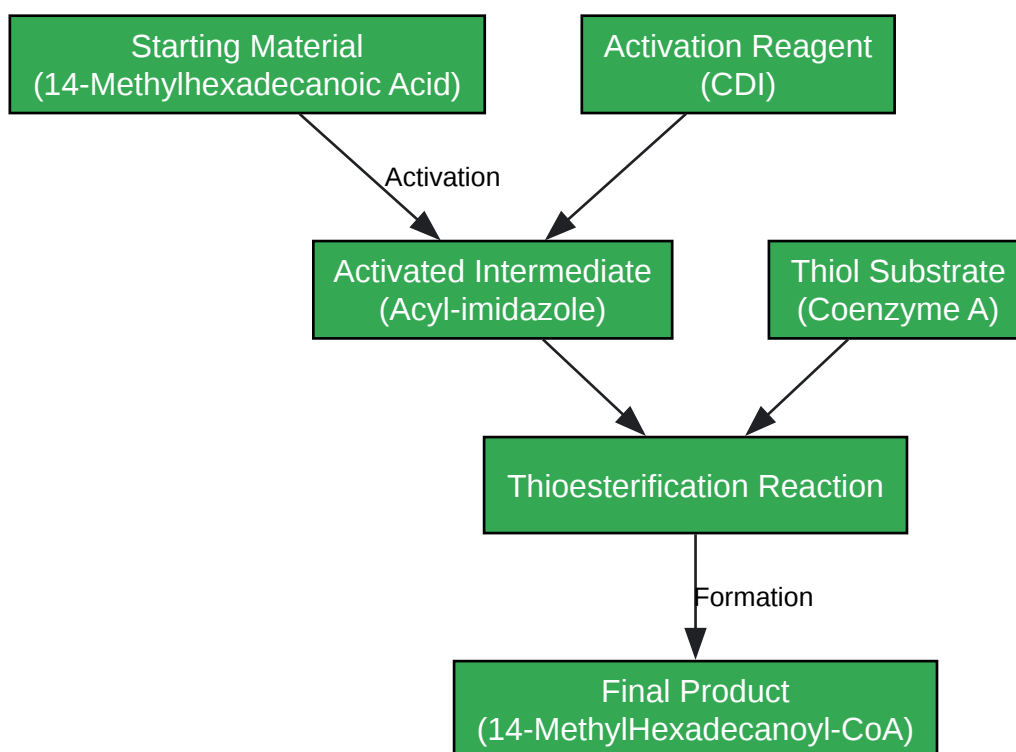 Starting Material
(14-Methylhexadecanoic Acid)
Activation Reagent
(CDI)
Activation
Activated Intermediate
(Acyl-imidazole)
Thiol Substrate
(Coenzyme A)
Thioesterification Reaction
Formation
Final Product
(14-MethylHexadecanoyl-CoA)